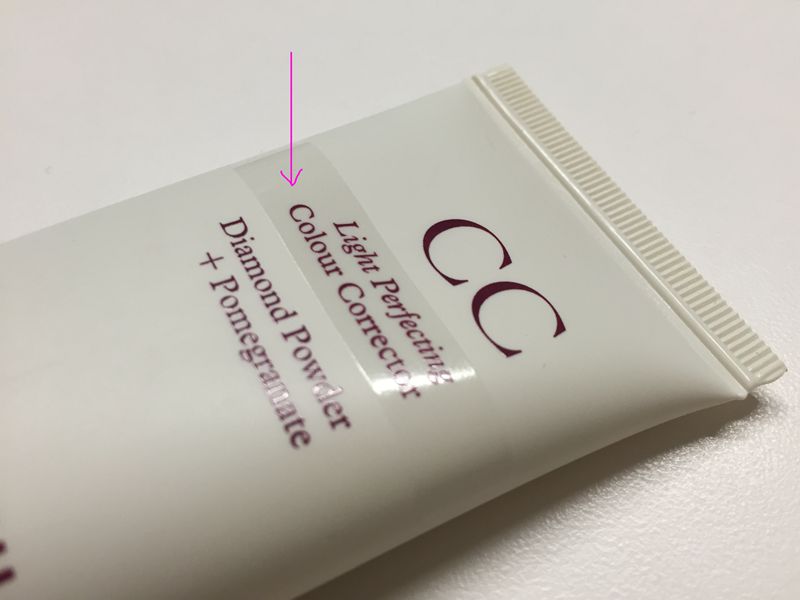 CC
Light Perfecting
Colour Corrector
Diamond Powder
+ Pomegranate